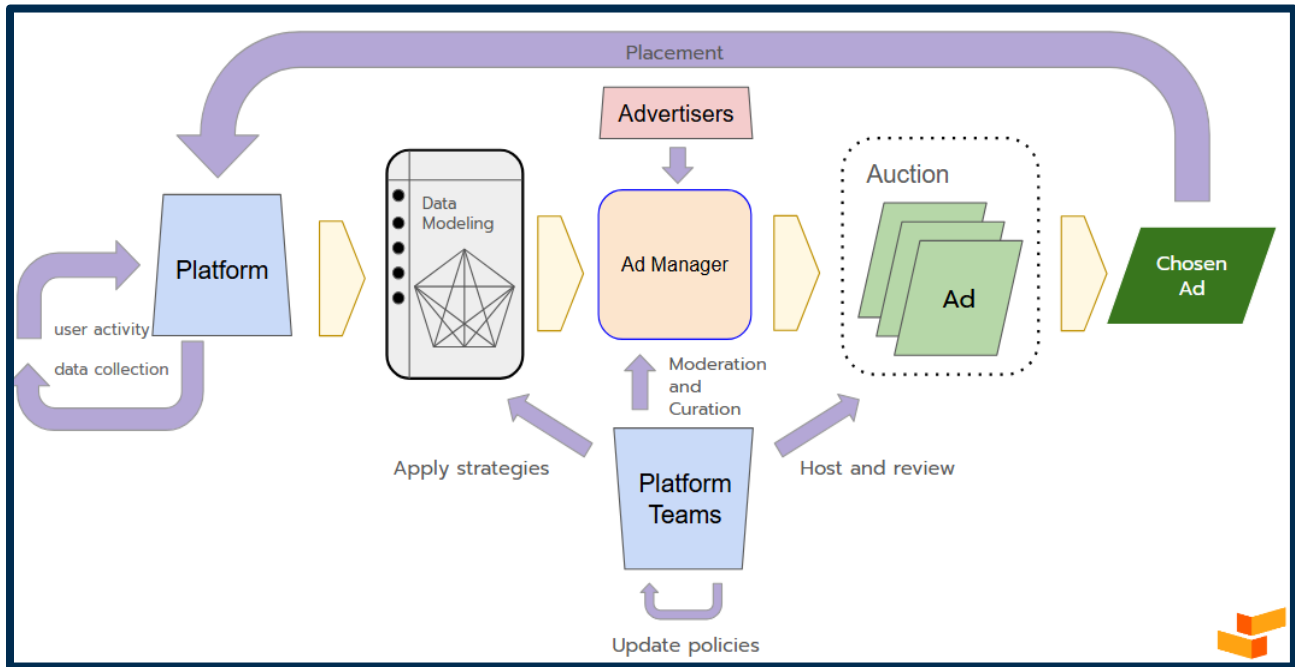 Placement
Advertisers
Data
Modeling
Auction
Platform
Ad Manager
Chosen
Ad
Ad
user activity
data collection
Moderation
and
Curation
Apply strategies
Host and review
Platform
Teams
Update policies